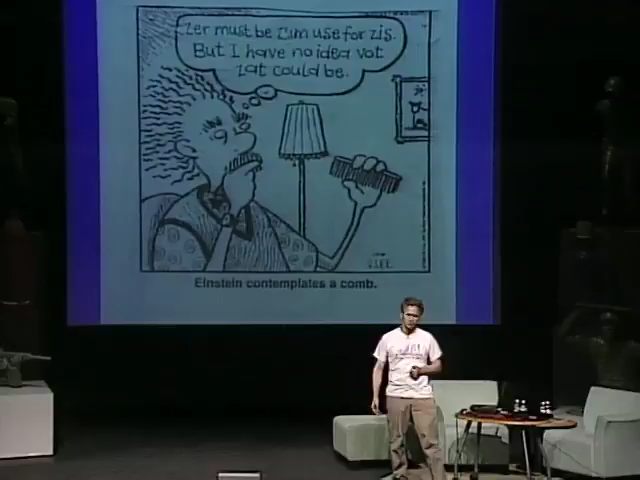 Zer must be zum use for zis.
But I have no idea vot
zat could be.
Einstein contemplates a comb.